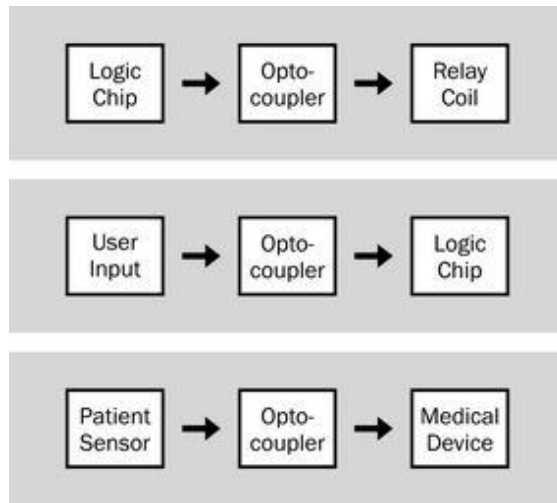 Logic
Chip
Opto-
coupler
Relay
Coil
User
Input
Opto-
coupler
Logic
Chip
Patient
Sensor
Opto-
coupler
Medical
Device